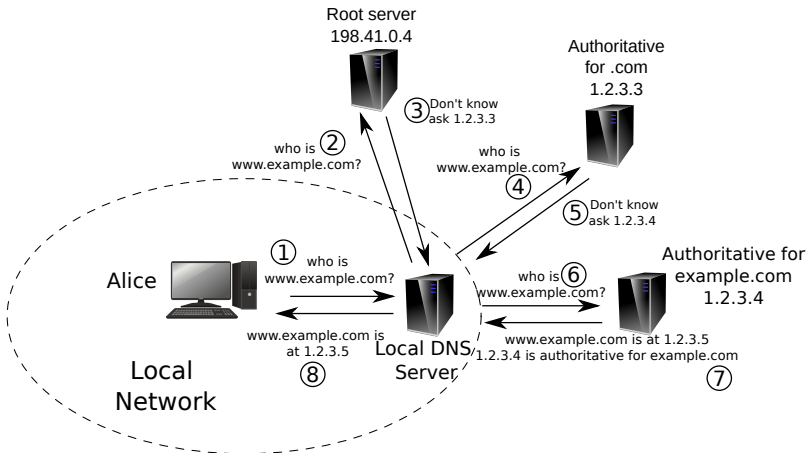 Root server
198.41.0.4
Authoritative
for .com
1.2.3.3
③ Don't know
ask 1.2.3.3
who is ②
www.example.com?
who is
www.example.com?
④
⑤ Don't know
ask 1.2.3.4
①
who is
www.example.com?
Alice
who is ⑥
www.example.com?
Authoritative for
example.com
1.2.3.4
www.example.com is
at 1.2.3.5
⑧
Local DNS
Server
www.example.com is at 1.2.3.5
1.2.3.4 is authoritative for example.com
⑦
Local
Network